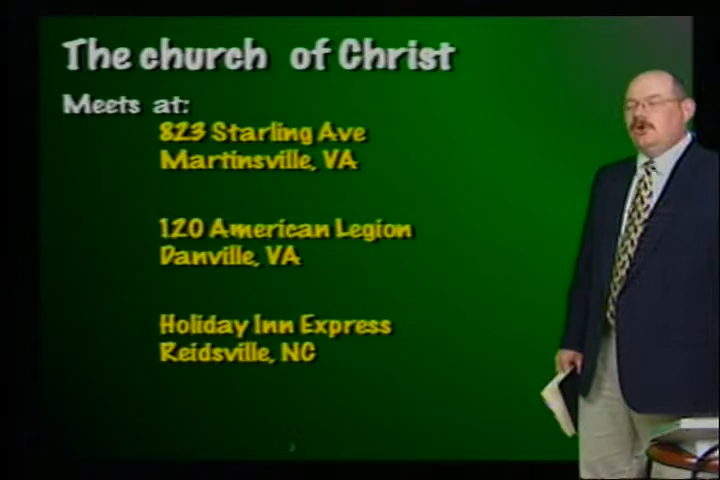 The church of Christ
Meets at:
823 Starling Ave
Martinsville, VA
120 American Legion
Danville, VA
Holiday Inn Express
Reidsville, NC